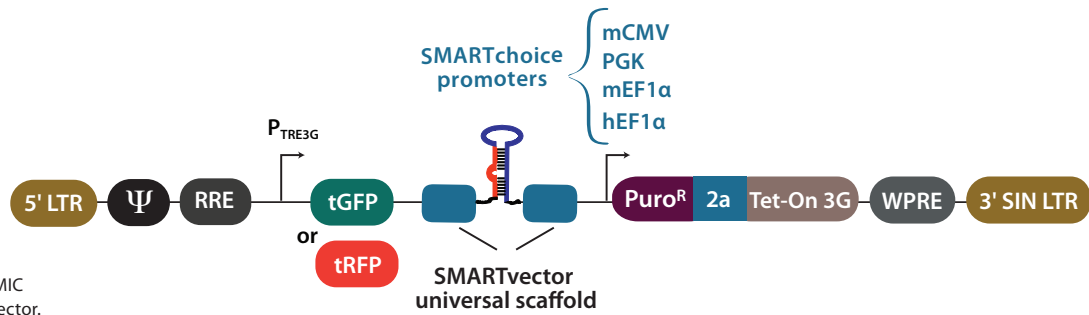 SMARTchoice
promoters
mCMV
PGK
mEF1α
hEF1α
PTRE3G
5' LTR
Ψ
RRE
tGFP
or
tRFP
SMARTvector
universal scaffold
Puroᴿ
2a
Tet-On 3G
WPRE
3' SIN LTR
MIC
ector.